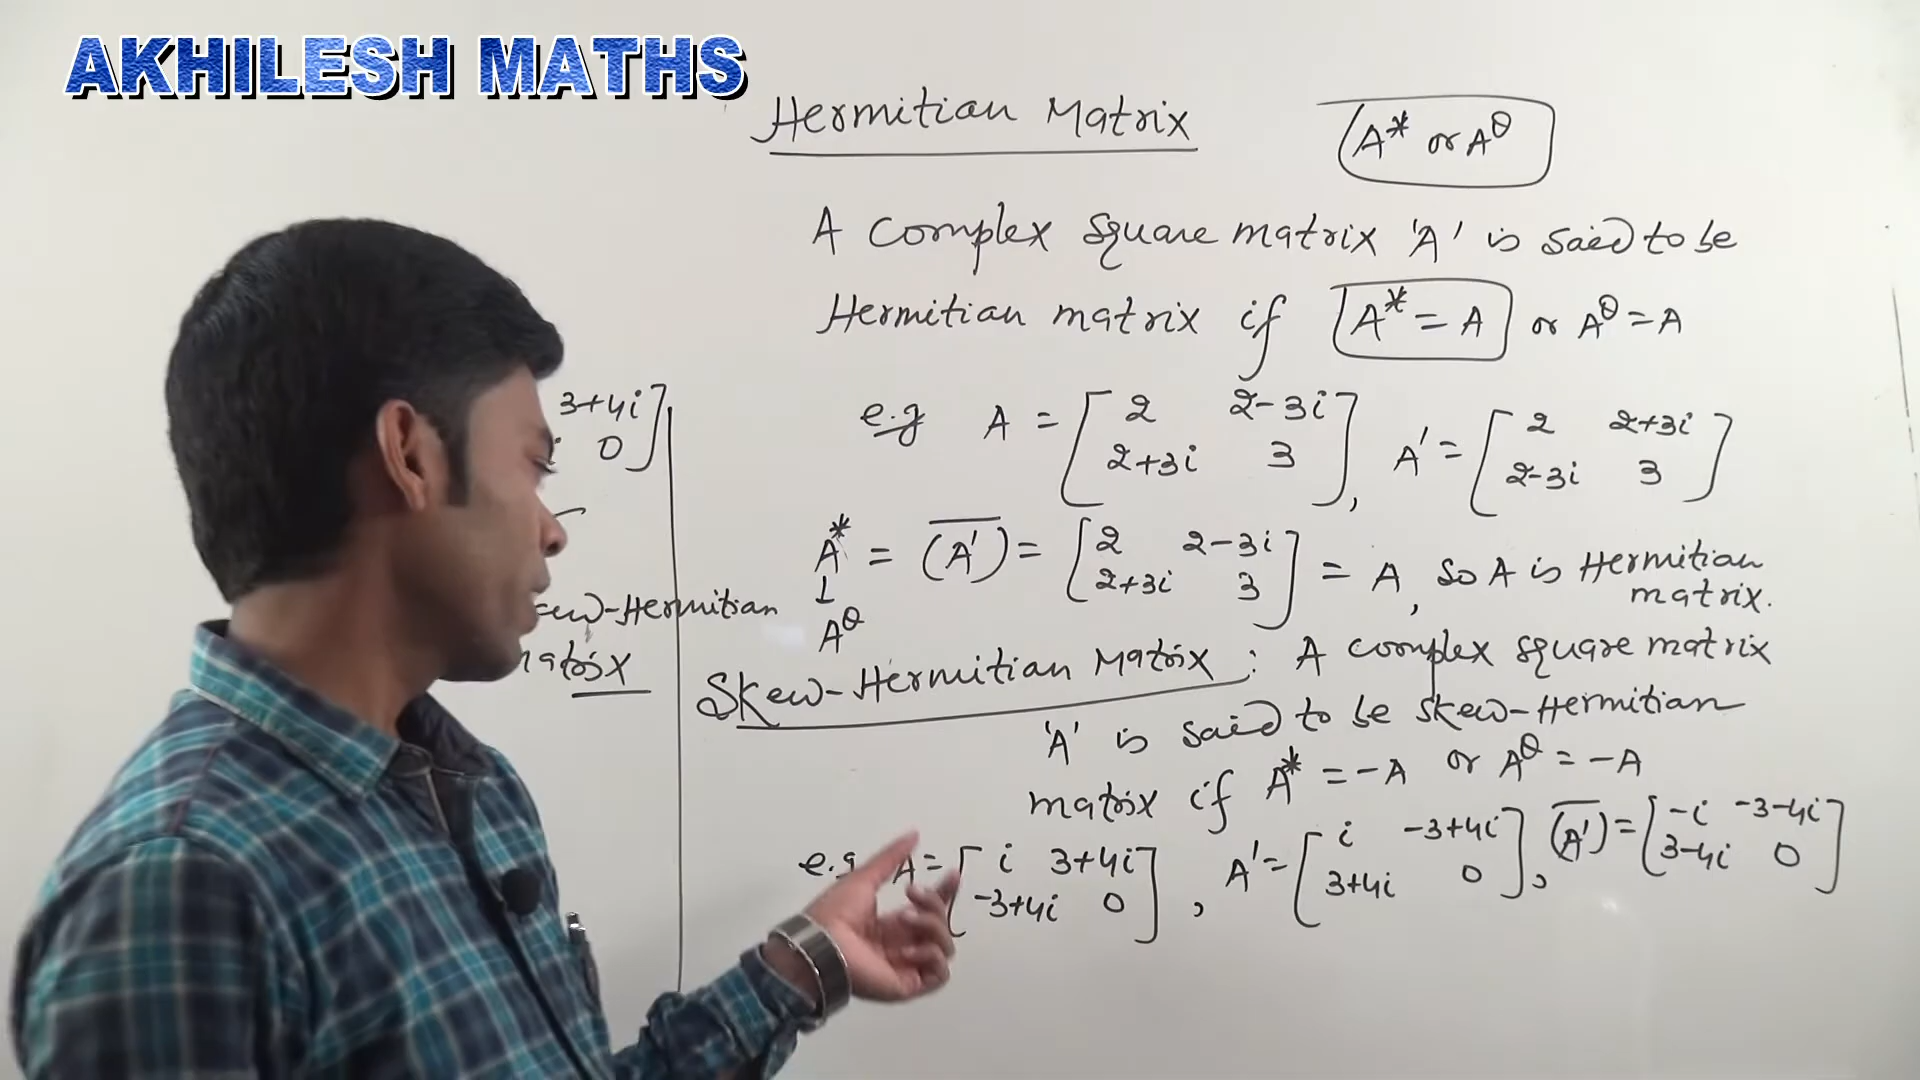 AKHILESH MATHS
Hermitian Matrix
A* or A^θ
A complex square matrix 'A' is said to be
Hermitian matrix if A* = A or A^θ = A
e.g A = [2 2-3i
2+3i 3], A' = [2 2+3i
2-3i 3]
A* = \overline{(A')} = [2 2-3i
2+3i 3] = A, so A is Hermitian
matrix.
↓
A^θ
Skew-Hermitian Matrix : A complex square matrix
'A' is said to be skew-Hermitian
matrix if A* = -A or A^θ = -A
e.g A = [i 3+4i
-3+4i 0], A' = [i -3+4i
3+4i 0], \overline{(A')} = [-i -3-4i
3-4i 0]
3+4i]
0]
-Hermitian